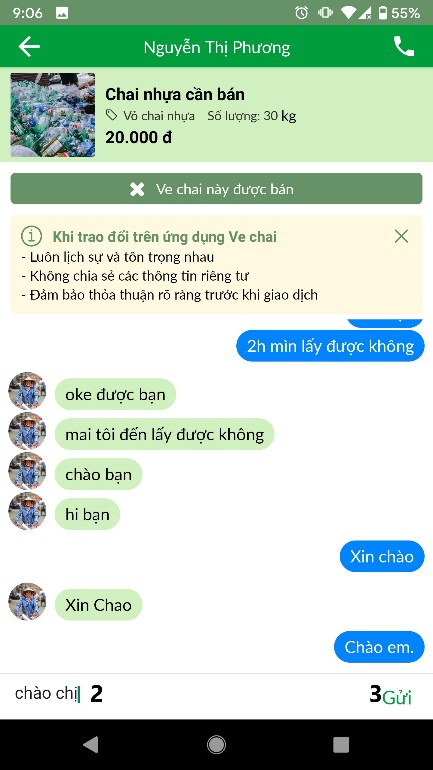 9:06
55%
Nguyễn Thị Phương
Chai nhựa cần bán
Vỏ chai nhựa Số lượng: 30 kg
20.000 đ
Ve chai này được bán
Khi trao đổi trên ứng dụng Ve chai
- Luôn lịch sự và tôn trọng nhau
- Không chia sẻ các thông tin riêng tư
- Đảm bảo thỏa thuận rõ ràng trước khi giao dịch
2h mìn lấy được không
oke được bạn
mai tôi đến lấy được không
chào bạn
hi bạn
Xin chào
Xin Chao
Chào em.
chào chị 2
3 Gửi